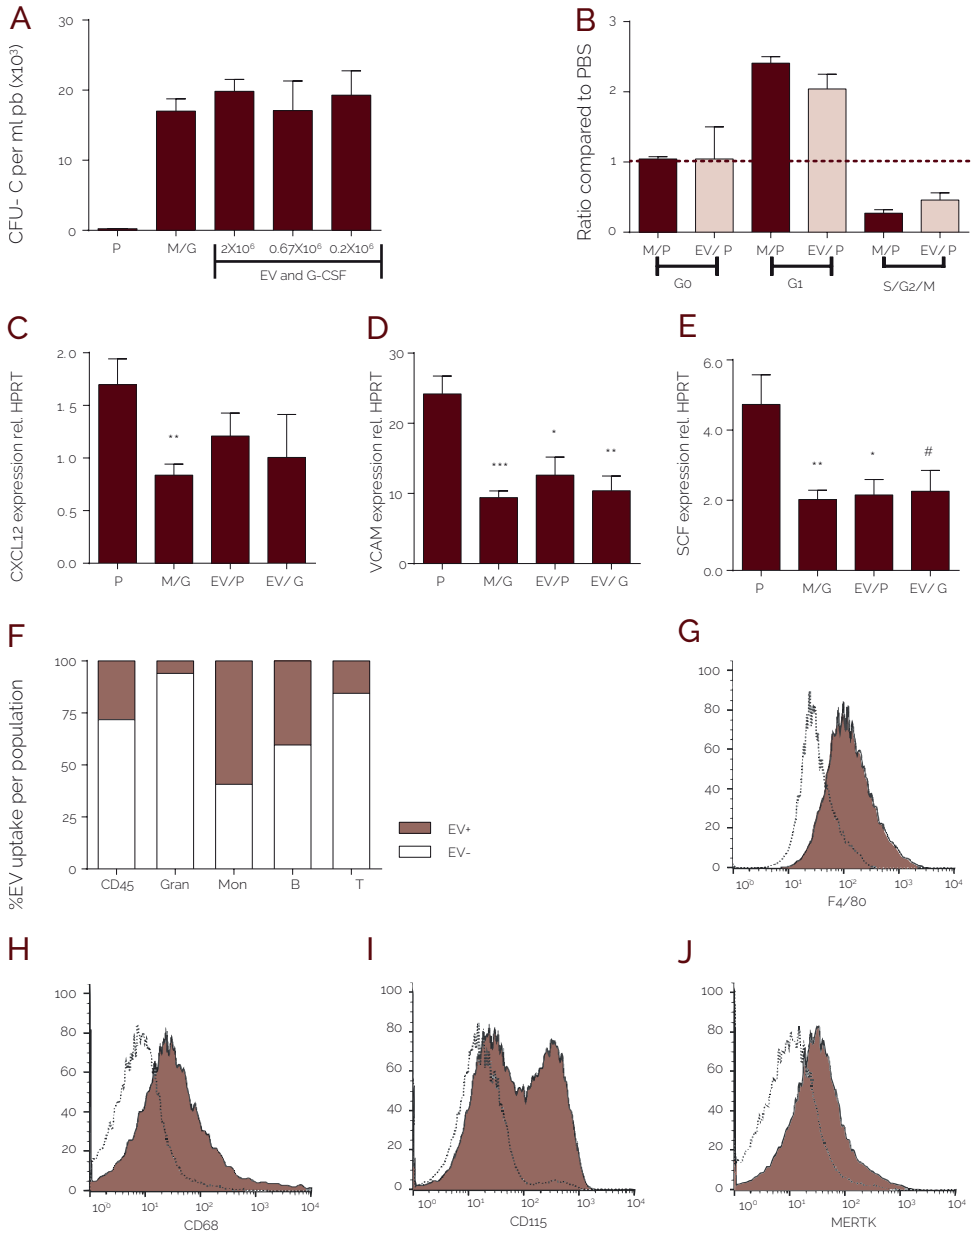 A
CFU- C per ml pb (x10³)
30
20
10
0
P M/G 2X10⁶ 0.67X10⁶ 0.2X10⁶
EV and G-CSF
B
Ratio compared to PBS
3
2
1
0
M/P EV/ P M/P EV/P M/P EV/P
G0 G1 S/G2/M
C
CXCL12 expression rel. HPRT
2.0
1.5
1.0
0.5
0.0
**
P M/G EV/P EV/ G
D
VCAM expression rel. HPRT
30
20
10
0
*** * **
P M/G EV/P EV/ G
E
SCF expression rel. HPRT
6.0
4.0
2.0
0.0
** * #
P M/G EV/P EV/ G
F
%EV uptake per population
100
75
50
25
0
CD45 Gran Mon B T
EV+
EV-
G
100
80
60
40
20
0
10⁰ 10¹ 10² 10³ 10⁴
F4/80
H
100
80
60
40
20
0
10⁰ 10¹ 10² 10³ 10⁴
CD68
I
100
80
60
40
20
0
10⁰ 10¹ 10² 10³ 10⁴
CD115
J
100
80
60
40
20
0
10⁰ 10¹ 10² 10³ 10⁴
MERTK